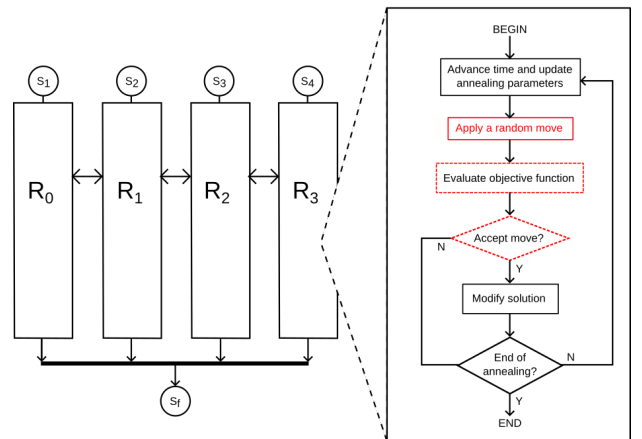 S1 S2 S3 S4
R0 R1 R2 R3
Sf
BEGIN
Advance time and update
annealing parameters
Apply a random move
Evaluate objective function
Accept move?
N
Y
Modify solution
End of
annealing?
N
Y
END